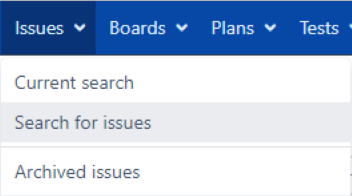 Issues Boards Plans Tests
Current search
Search for issues
Archived issues